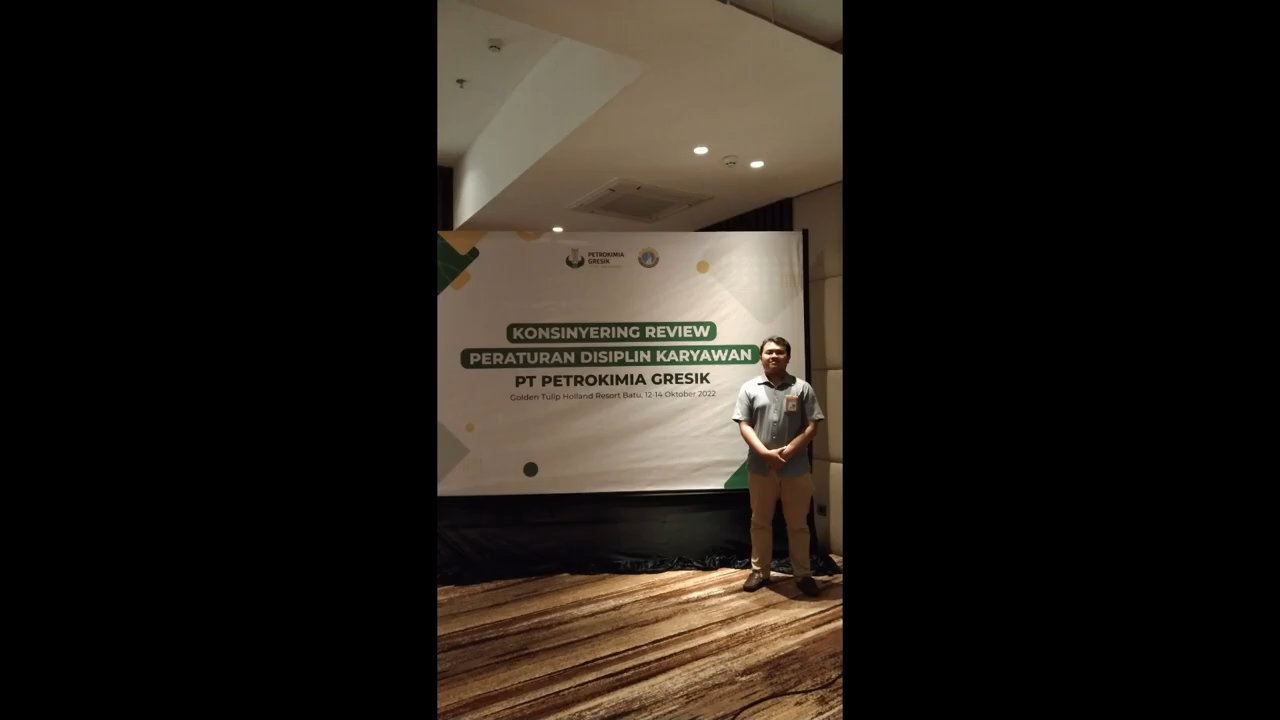 PETROKIMIA
GRESIK
KONSINYERING REVIEW
PERATURAN DISIPLIN KARYAWAN
PT PETROKIMIA GRESIK
Golden Tulip Holland Resort Batu, 12-14 Oktober 2022